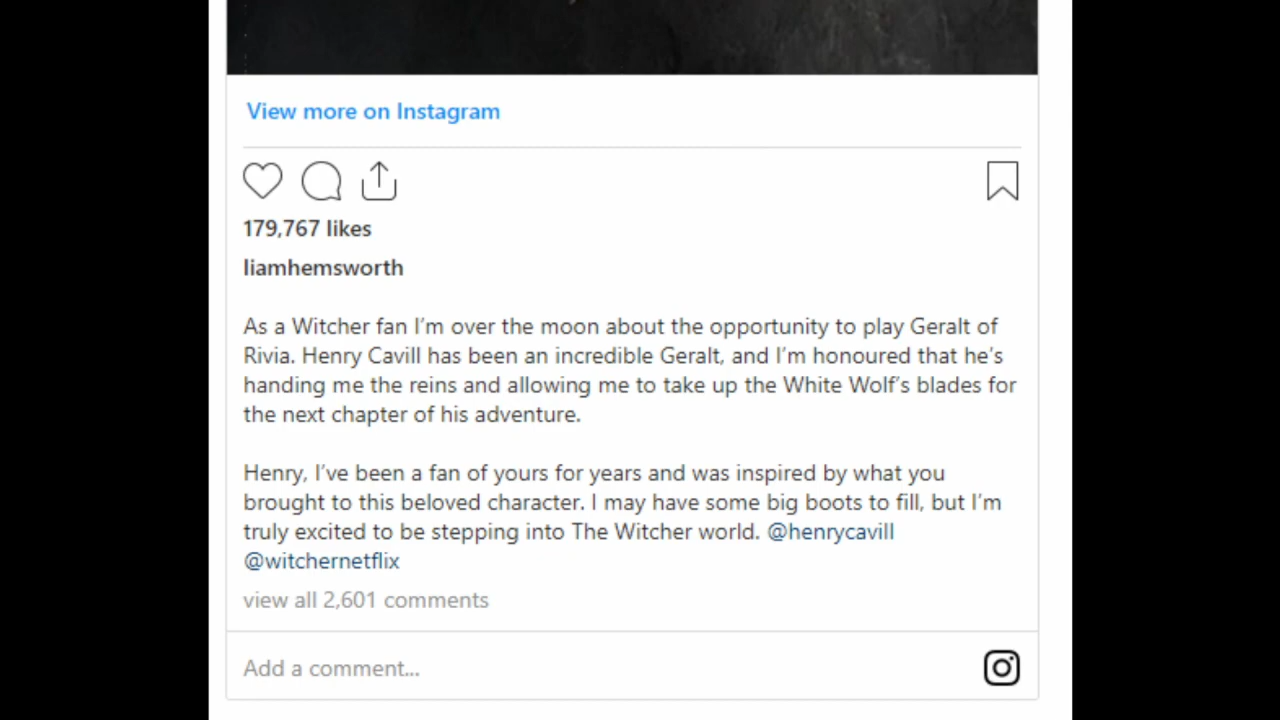 View more on Instagram
179,767 likes
liamhemsworth
As a Witcher fan I’m over the moon about the opportunity to play Geralt of
Rivia. Henry Cavill has been an incredible Geralt, and I’m honoured that he’s
handing me the reins and allowing me to take up the White Wolf’s blades for
the next chapter of his adventure.
Henry, I’ve been a fan of yours for years and was inspired by what you
brought to this beloved character. I may have some big boots to fill, but I’m
truly excited to be stepping into The Witcher world. @henrycavill
@witchernetflix
view all 2,601 comments
Add a comment...